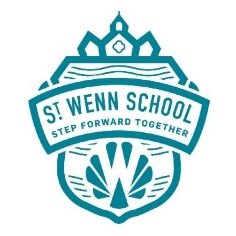 ST. WENN SCHOOL
STEP FORWARD TOGETHER
W